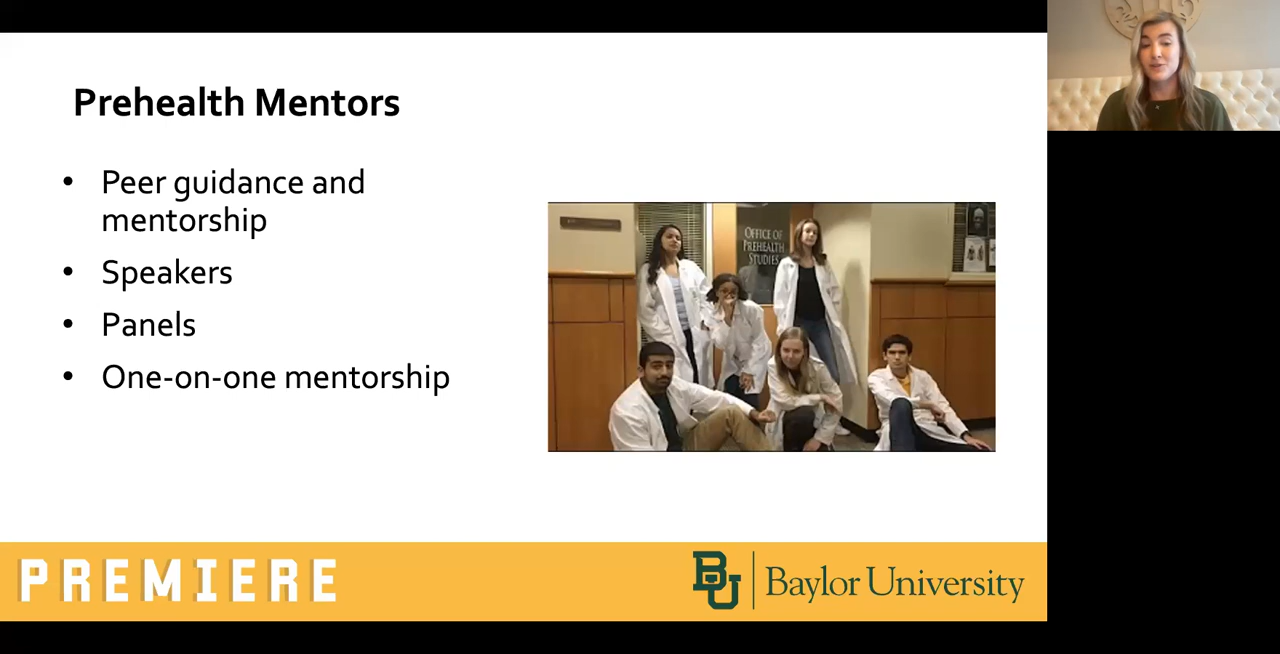 Prehealth Mentors
• Peer guidance and
mentorship
• Speakers
• Panels
• One-on-one mentorship
OFFICE OF
PREHEALTH
STUDIES
PREMIERE
BU | Baylor University